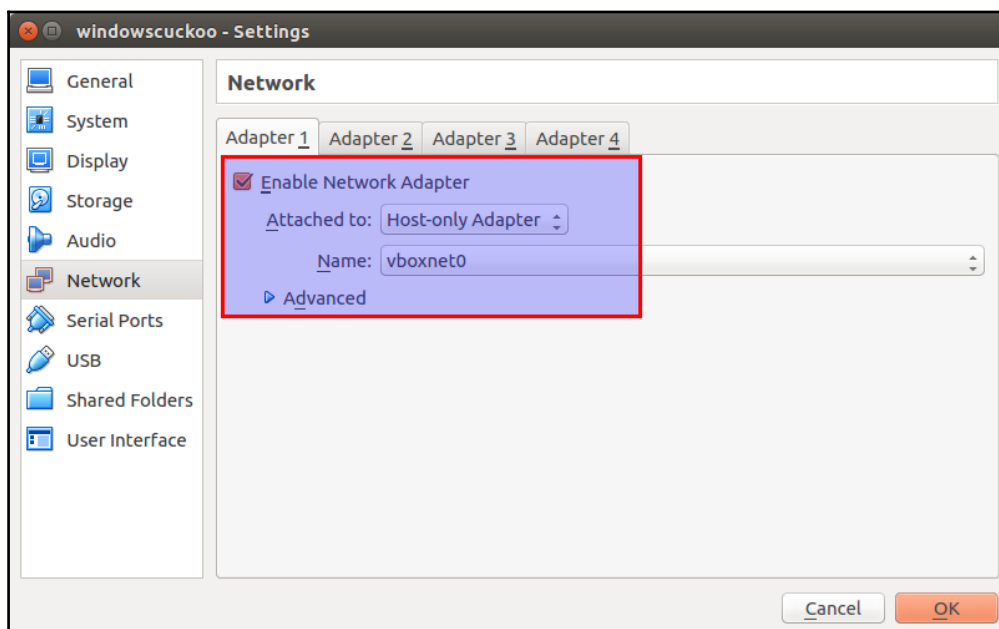 windowscuckoo - Settings
General
System
Display
Storage
Audio
Network
Serial Ports
USB
Shared Folders
User Interface
Network
Adapter 1 Adapter 2 Adapter 3 Adapter 4
Enable Network Adapter
Attached to: Host-only Adapter
Name: vboxnet0
Advanced
Cancel OK